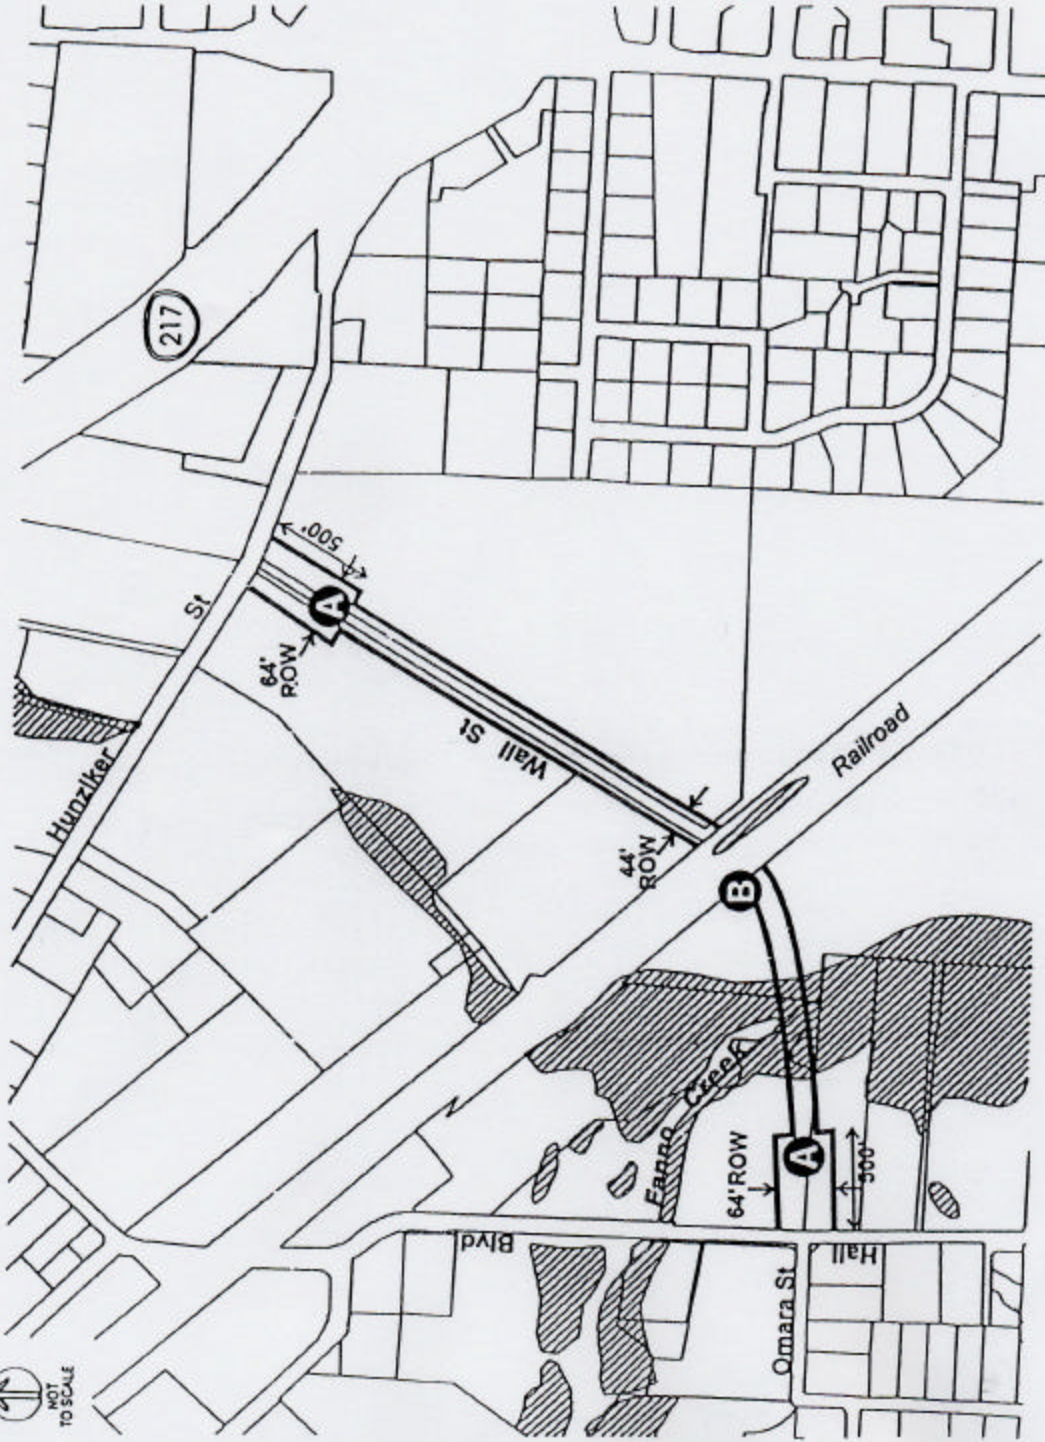 217
500'
A
64'
ROW
St
Hunziker
Wall St
Railroad
44'
ROW
B
Fanno Creek
64' ROW
A
500'
Hall Blvd
Omara St
NOT
TO SCALE